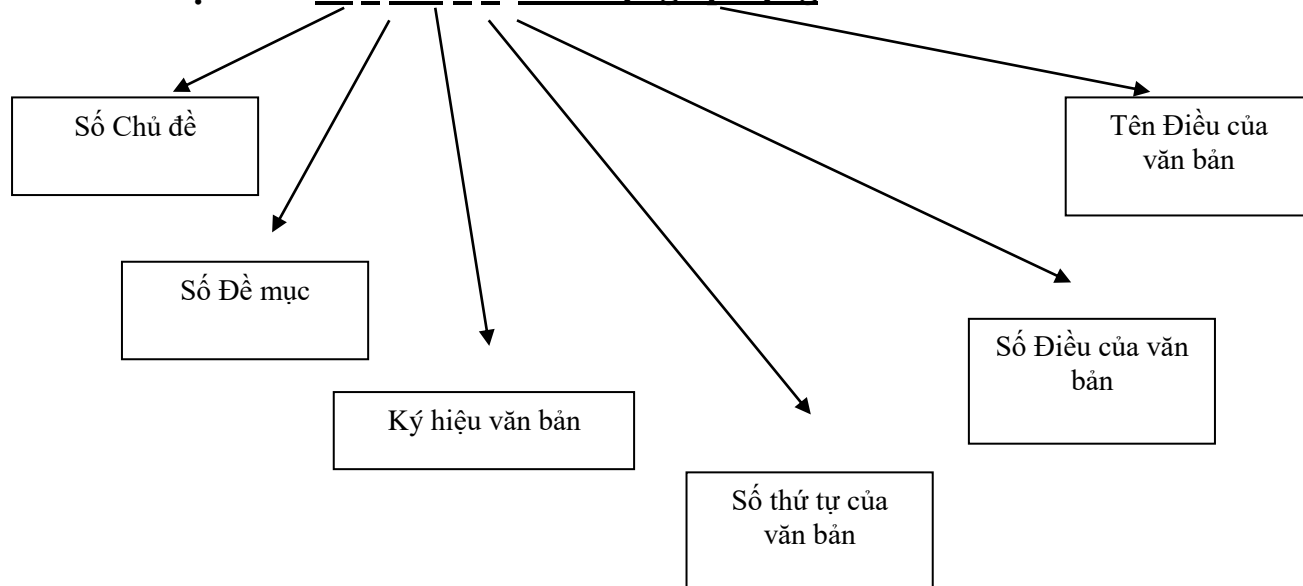 Số Chủ đề
Tên Điều của
văn bản
Số Đề mục
Số Điều của văn
bản
Ký hiệu văn bản
Số thứ tự của
văn bản